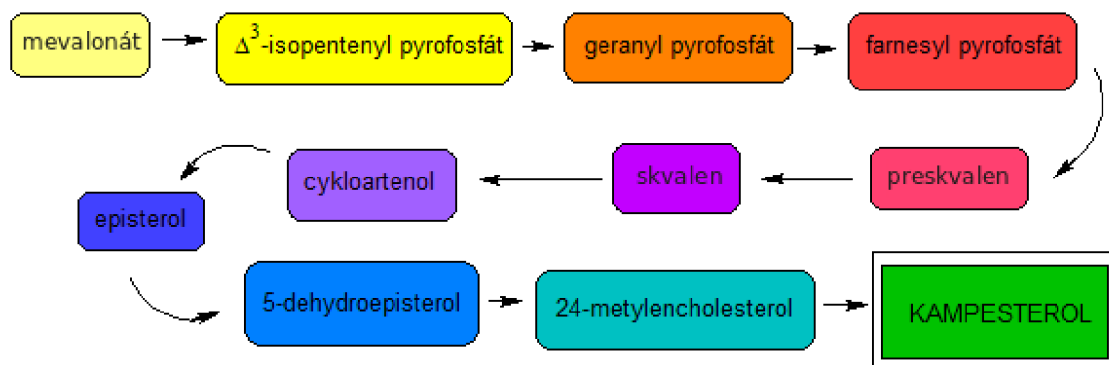 mevalonát
Δ³-isopentenyl pyrofosfát
geranyl pyrofosfát
farnesyl pyrofosfát
preskvalen
skvalen
cykloartenol
episterol
5-dehydroepisterol
24-metylencholesterol
KAMPESTEROL